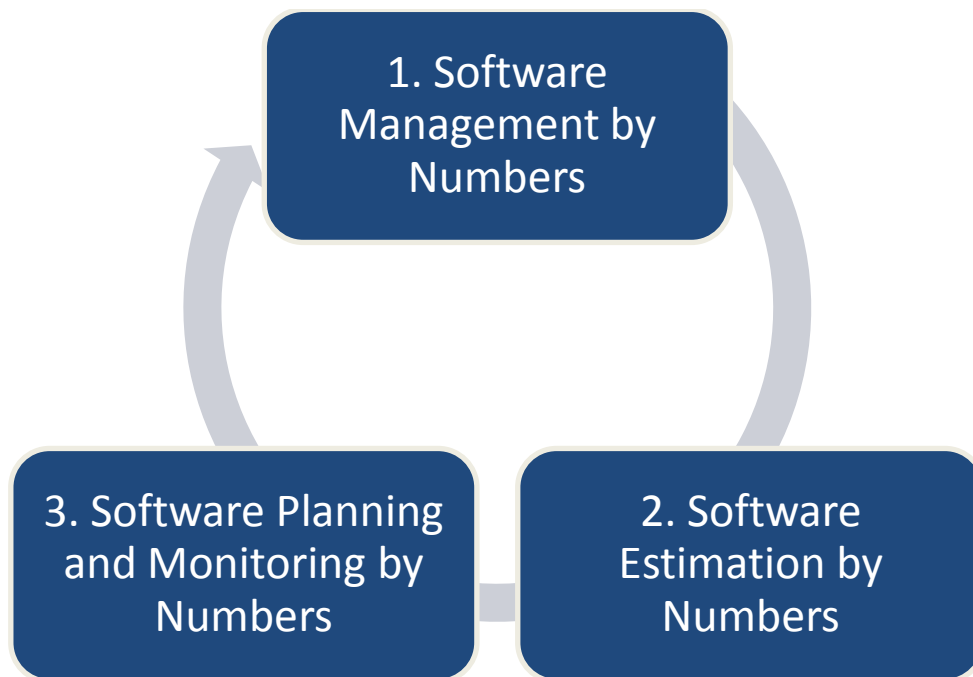 1. Software
Management by
Numbers
2. Software
Estimation by
Numbers
3. Software Planning
and Monitoring by
Numbers